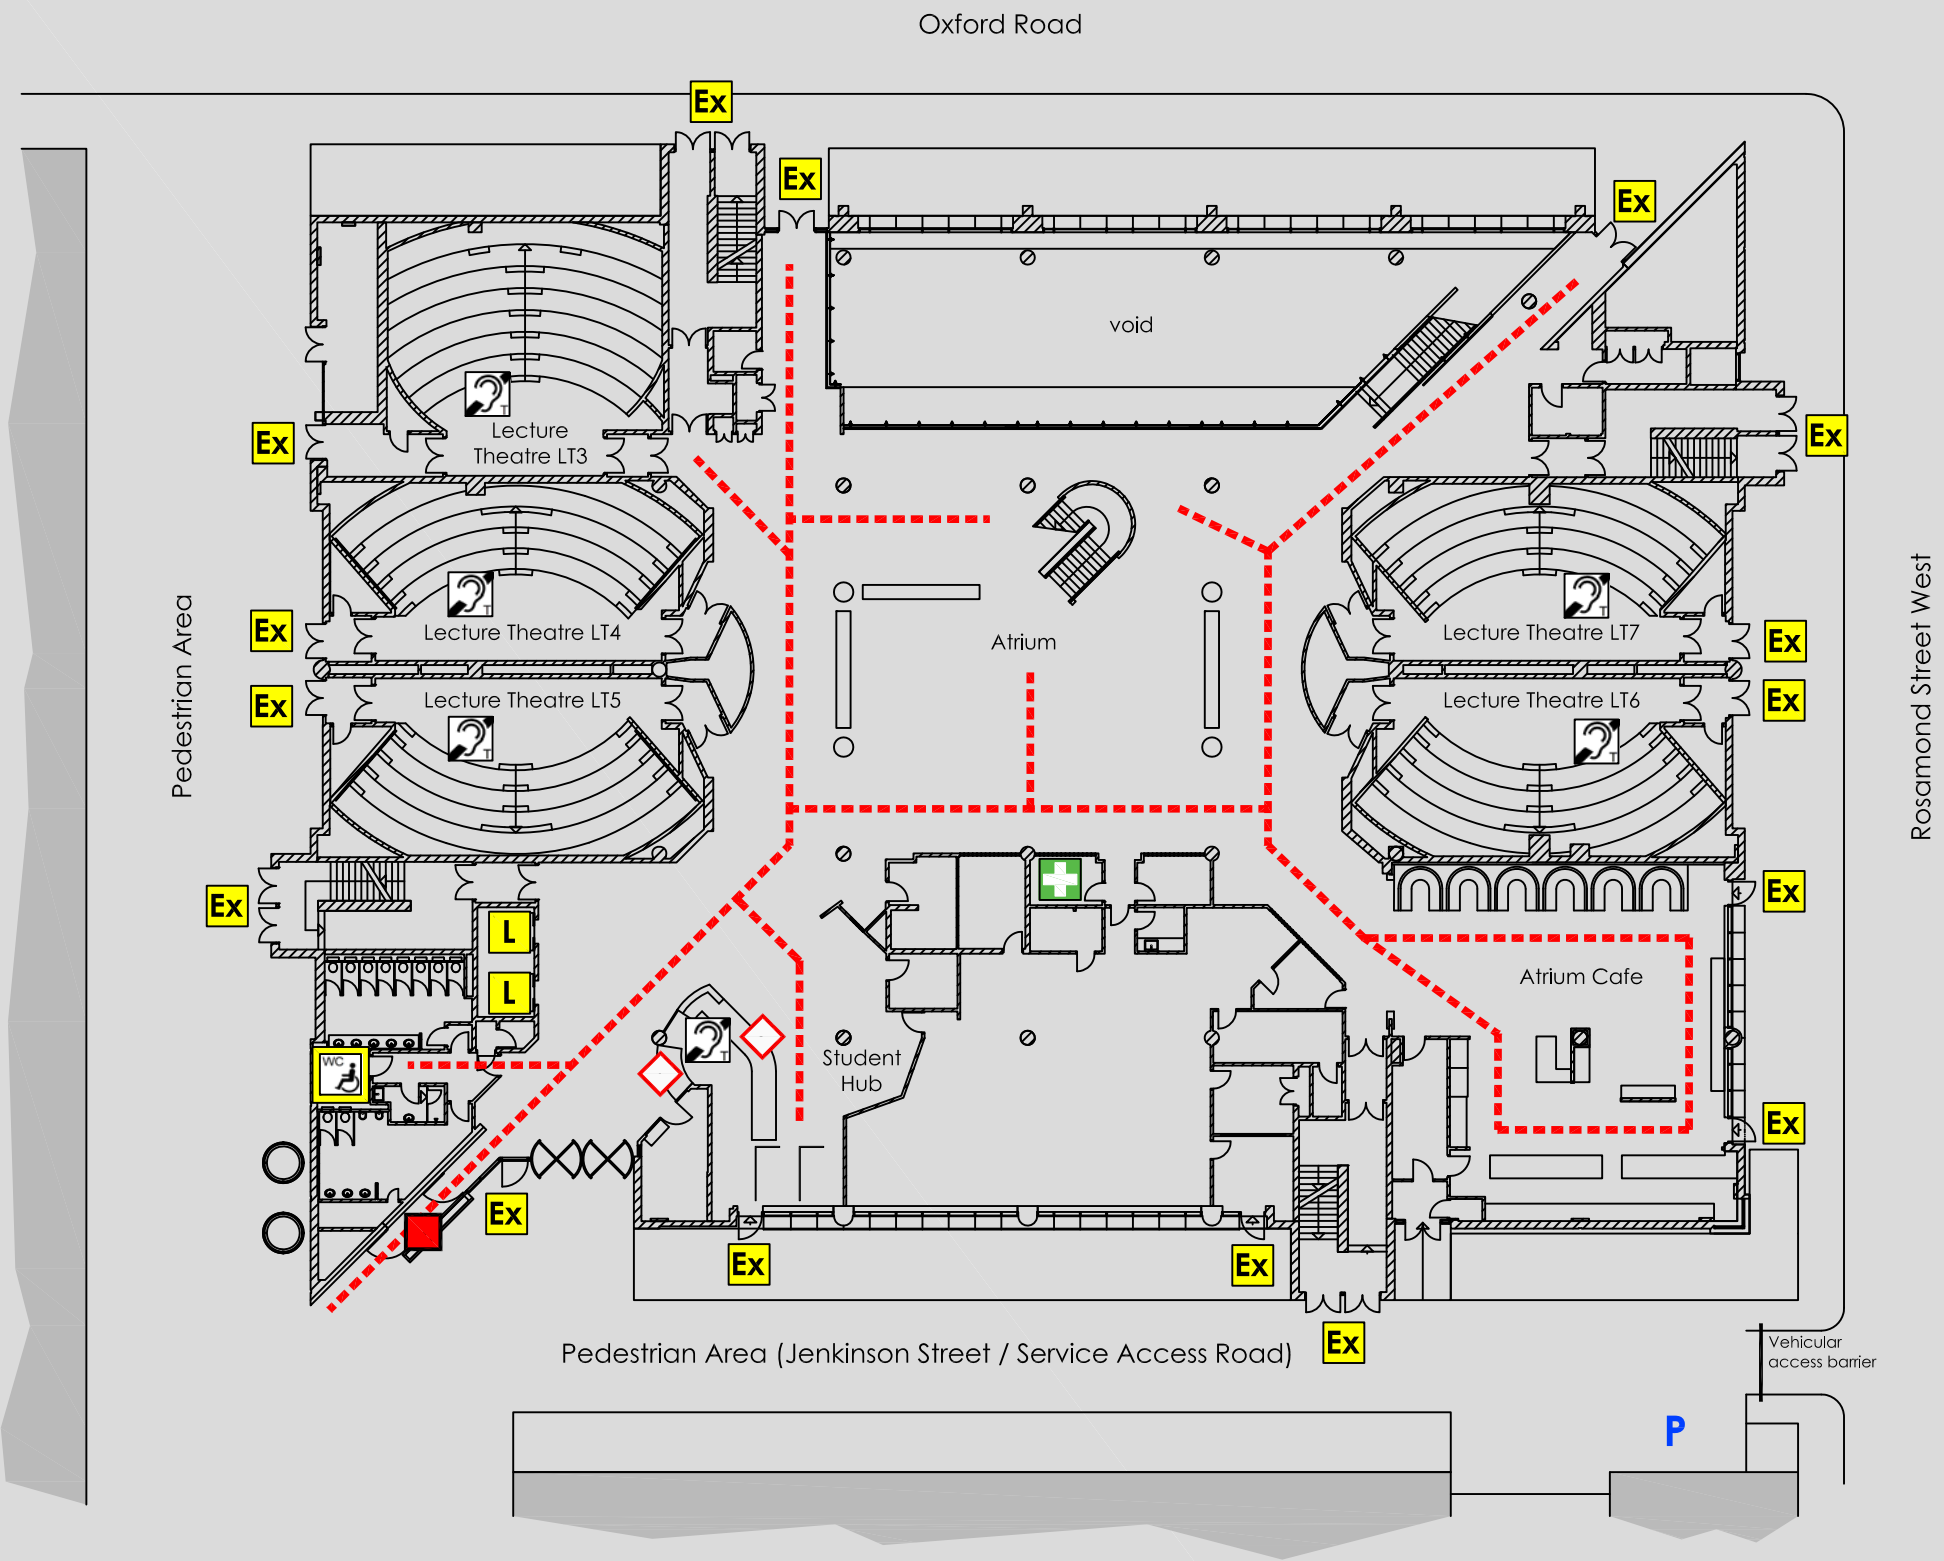 Oxford Road
Ex
Ex
Ex
void
Lecture
Theatre LT3
T
Ex
Ex
Lecture Theatre LT4
T
Ex
Lecture Theatre LT5
T
Ex
Atrium
Lecture Theatre LT7
T
Ex
Lecture Theatre LT6
T
Ex
Pedestrian Area
Rosamond Street West
Ex
Ex
L
L
Atrium Cafe
WC
T
Student
Hub
Ex
Ex
Ex
Ex
Ex
Pedestrian Area (Jenkinson Street / Service Access Road)
Vehicular
access barrier
P